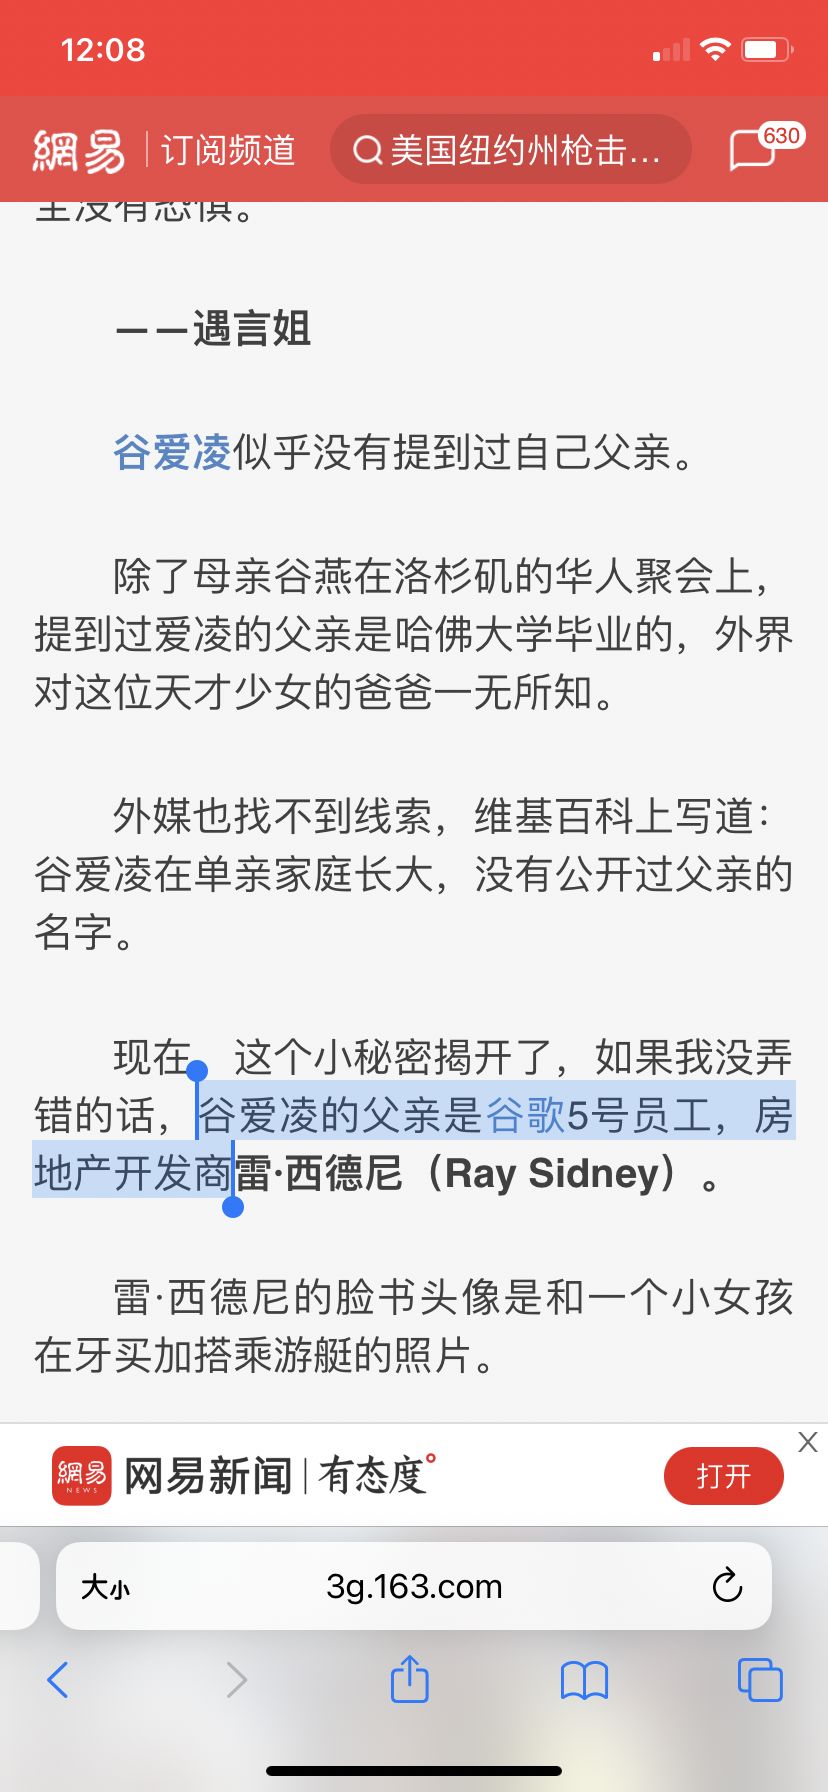 12:08
網易 订阅频道 美国纽约州枪击... 630
全没有恐惧。
——遇言姐
谷爱凌似乎没有提到过自己父亲。
除了母亲谷燕在洛杉矶的华人聚会上，
提到过爱凌的父亲是哈佛大学毕业的，外界
对这位天才少女的爸爸一无所知。
外媒也找不到线索，维基百科上写道：
谷爱凌在单亲家庭长大，没有公开过父亲的
名字。
现在，这个小秘密揭开了，如果我没弄
错的话，谷爱凌的父亲是谷歌5号员工，房
地产开发商雷·西德尼（Ray Sidney）。
雷·西德尼的脸书头像是和一个小女孩
在牙买加搭乘游艇的照片。
X
網易 NEWS 网易新闻 | 有态度° 打开
大小 3g.163.com